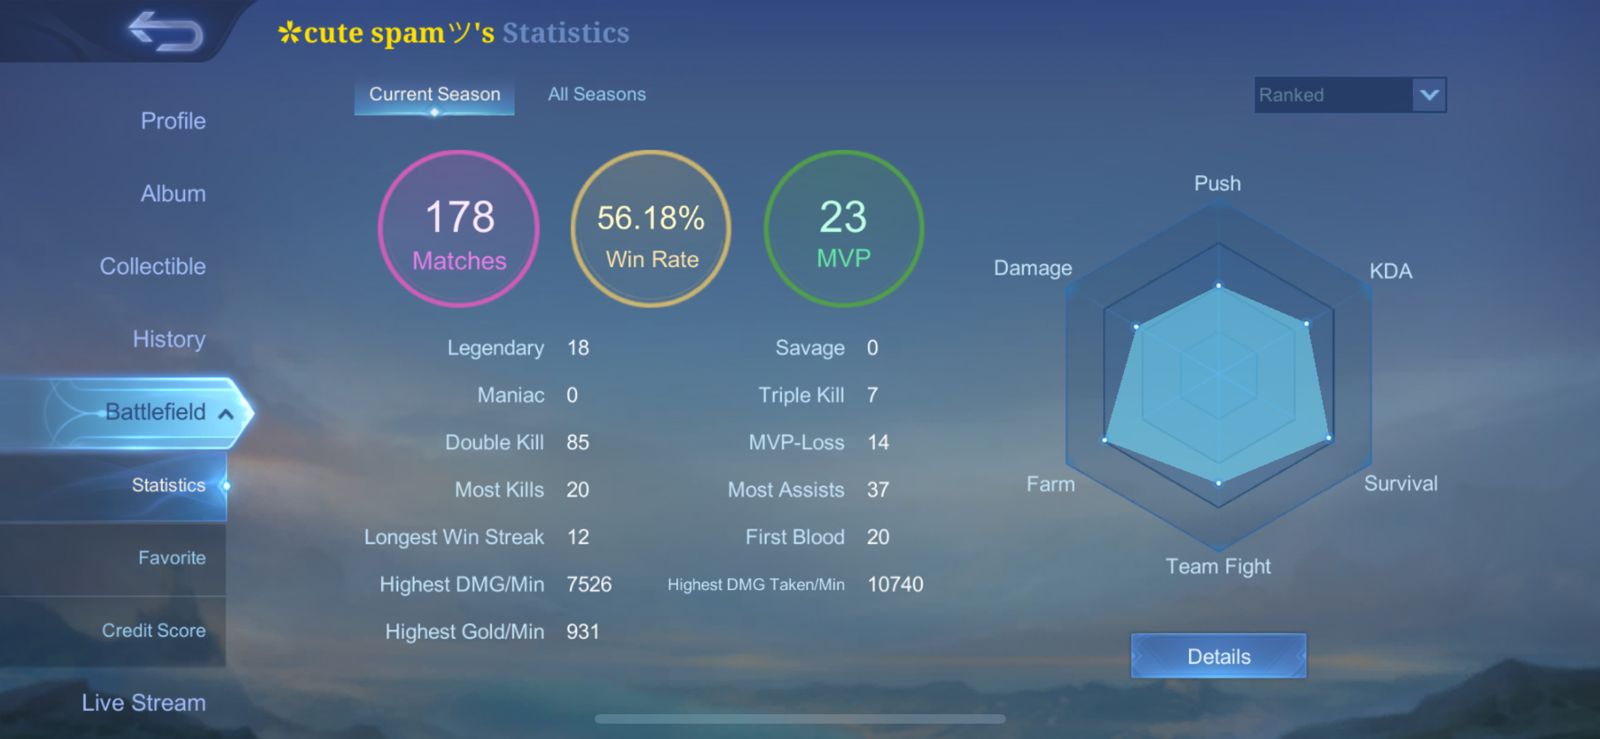 ✲cute spamツ's Statistics
Current Season
All Seasons
Ranked
Profile
Album
Collectible
History
Battlefield
Statistics
Favorite
Credit Score
Live Stream
178
Matches
56.18%
Win Rate
23
MVP
Legendary 18
Savage 0
Maniac 0
Triple Kill 7
Double Kill 85
MVP-Loss 14
Most Kills 20
Most Assists 37
Longest Win Streak 12
First Blood 20
Highest DMG/Min 7526
Highest DMG Taken/Min 10740
Highest Gold/Min 931
Push
Damage
KDA
Farm
Survival
Team Fight
Details